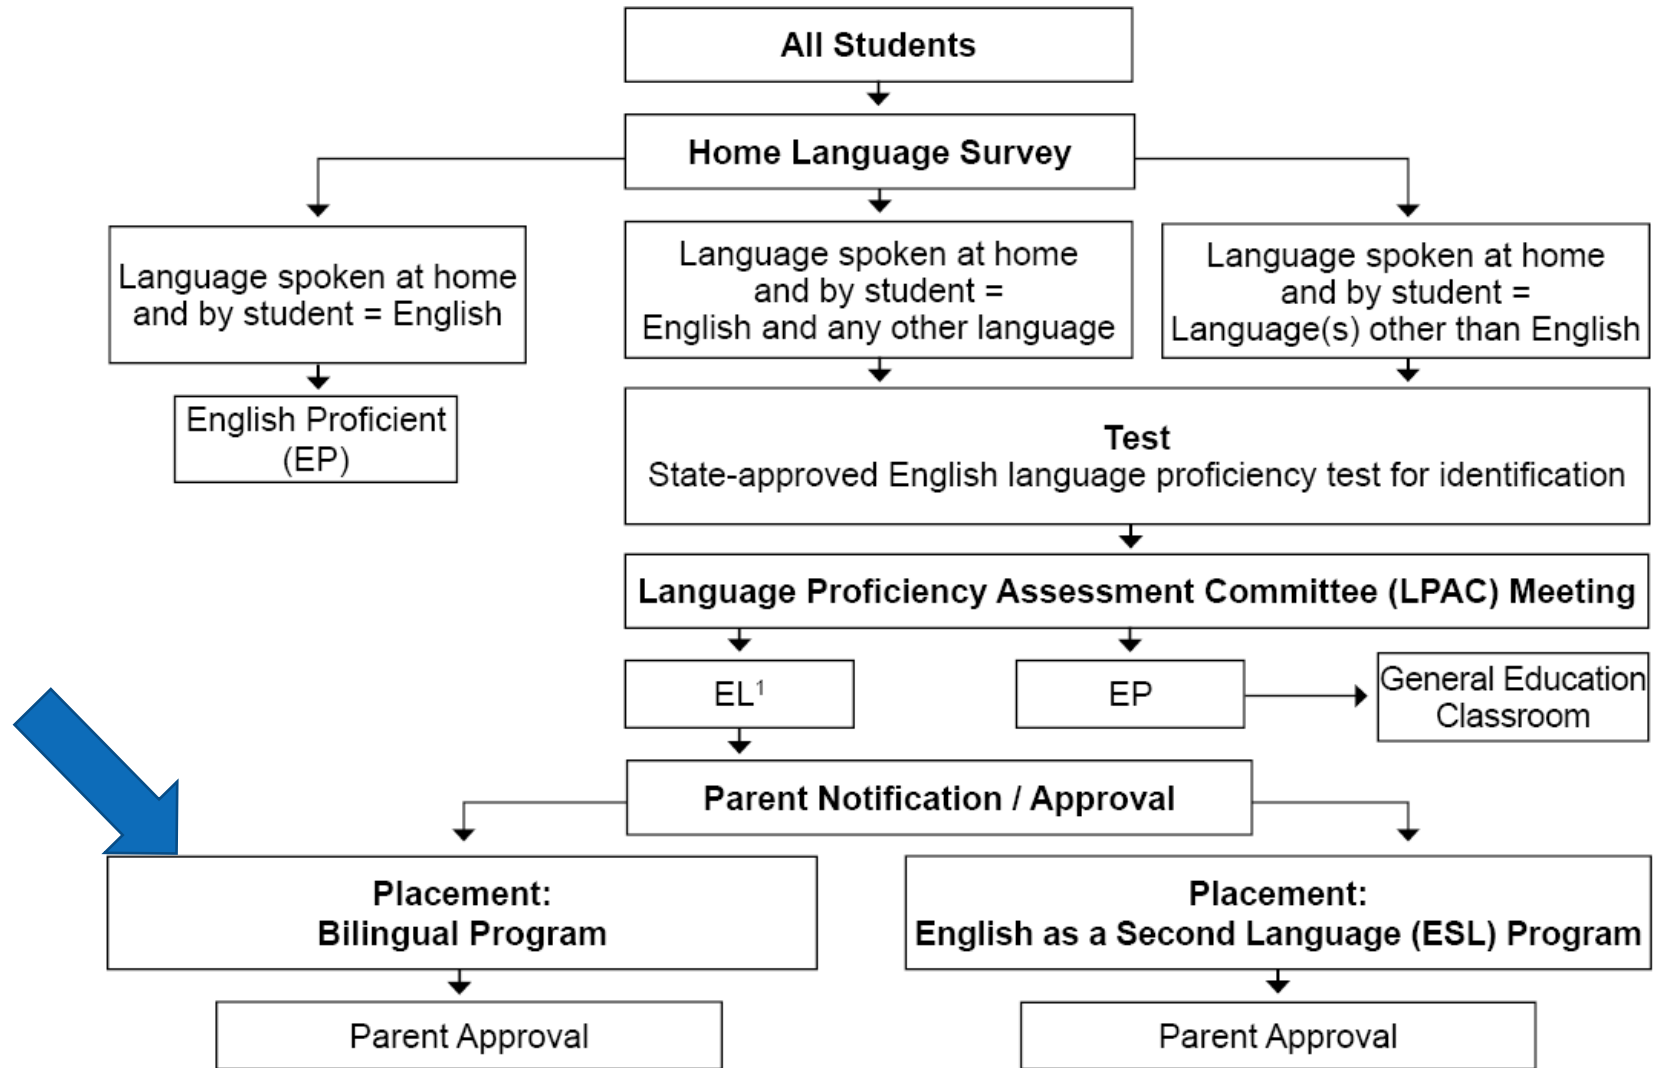 All Students
Home Language Survey
Language spoken at home
and by student = English
Language spoken at home
and by student =
English and any other language
Language spoken at home
and by student =
Language(s) other than English
English Proficient
(EP)
Test
State-approved English language proficiency test for identification
Language Proficiency Assessment Committee (LPAC) Meeting
EL¹
EP
General Education
Classroom
Parent Notification / Approval
Placement:
Bilingual Program
Placement:
English as a Second Language (ESL) Program
Parent Approval
Parent Approval